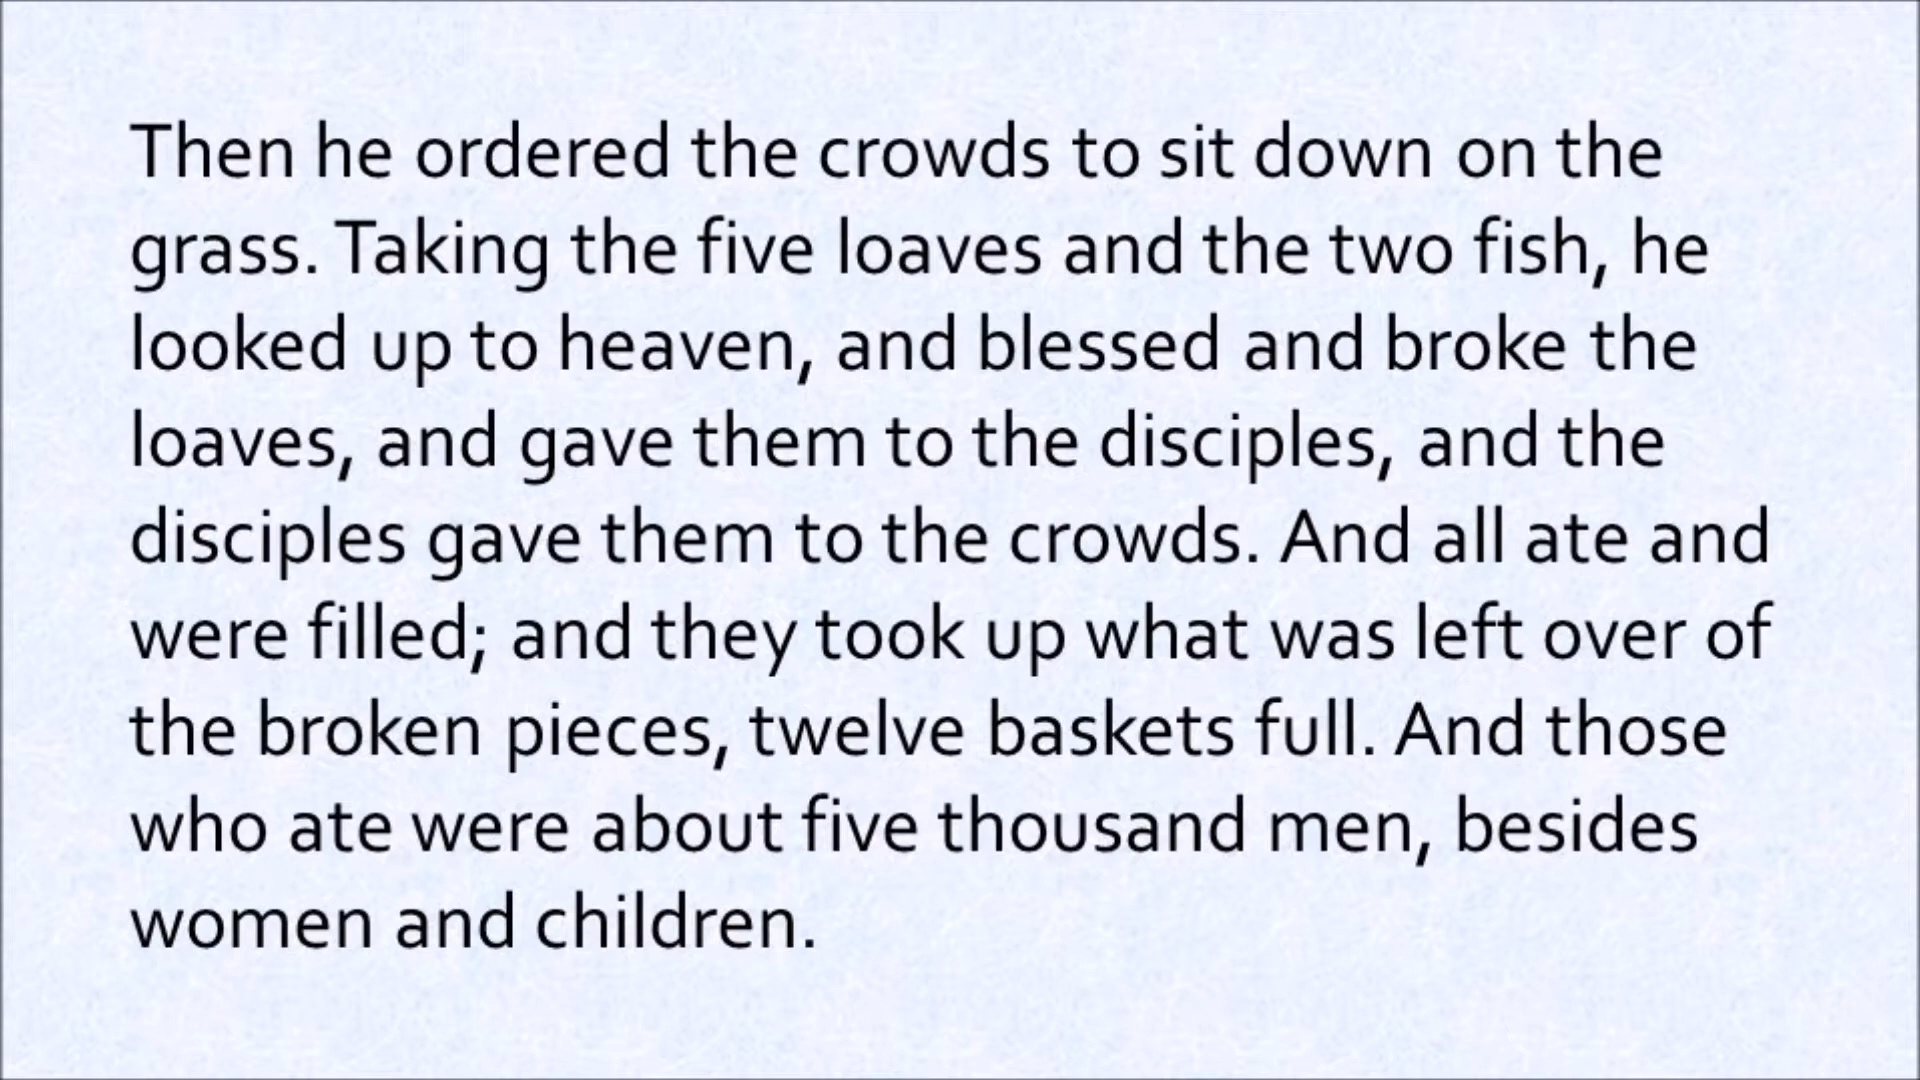 Then he ordered the crowds to sit down on the
grass. Taking the five loaves and the two fish, he
looked up to heaven, and blessed and broke the
loaves, and gave them to the disciples, and the
disciples gave them to the crowds. And all ate and
were filled; and they took up what was left over of
the broken pieces, twelve baskets full. And those
who ate were about five thousand men, besides
women and children.